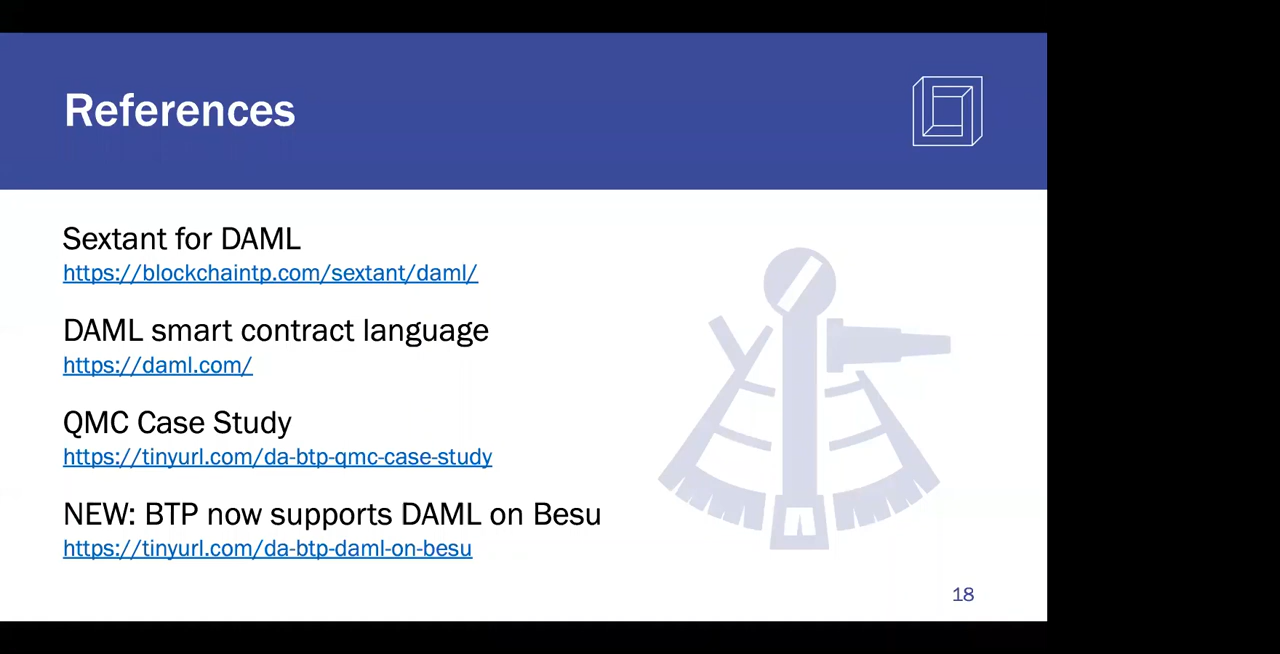 References
Sextant for DAML
https://blockchaintp.com/sextant/daml/
DAML smart contract language
https://daml.com/
QMC Case Study
https://tinyurl.com/da-btp-qmc-case-study
NEW: BTP now supports DAML on Besu
https://tinyurl.com/da-btp-daml-on-besu
18